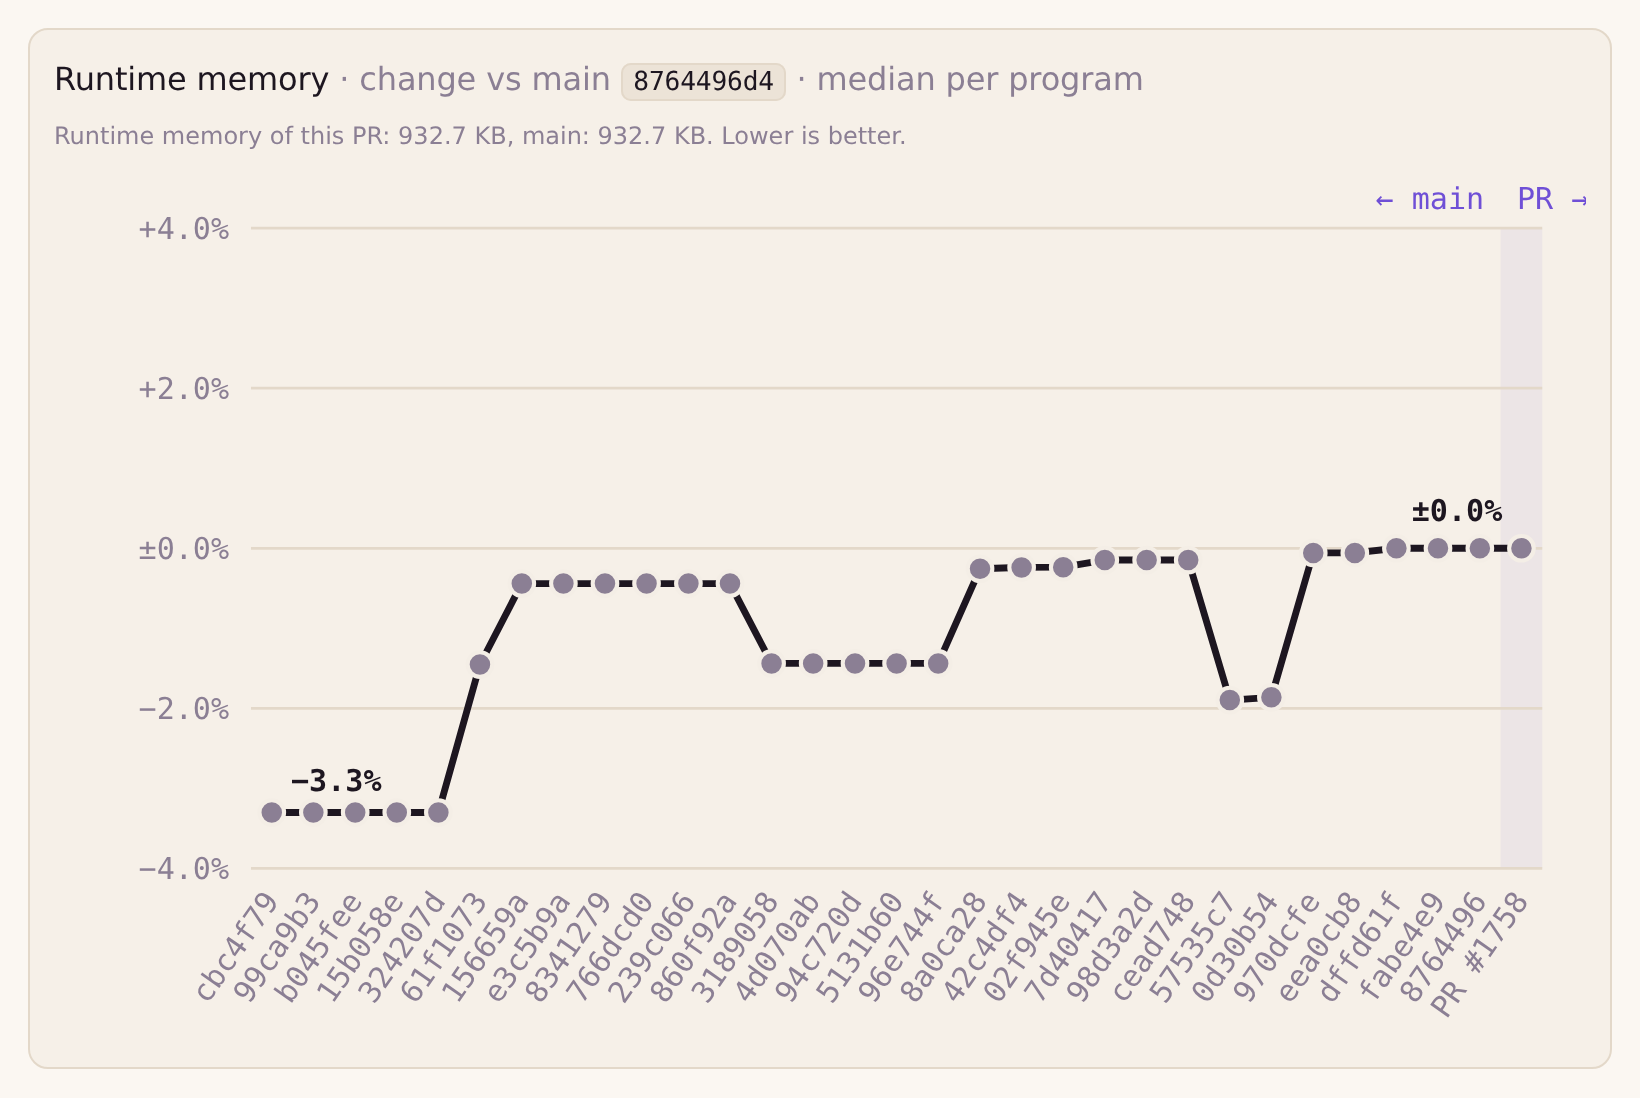 Runtime memory · change vs main 8764496d4 · median per program
Runtime memory of this PR: 932.7 KB, main: 932.7 KB. Lower is better.
← main PR →
+4.0%
+2.0%
±0.0%
−2.0%
−4.0%
±0.0%
−3.3%
cbc4f79
99ca9b3
b045fee
15b058e
324207d
61f1073
156659a
e3c5b9a
8341279
766dcd0
239c066
860f92a
3189058
4d070ab
94c720d
5131b60
96e744f
8a0ca28
42c4df4
02f945e
7d40417
98d3a2d
cead748
57535c7
0d30b54
970dcfe
eea0cb8
dffd61f
fabe4e9
8764496
PR #1758